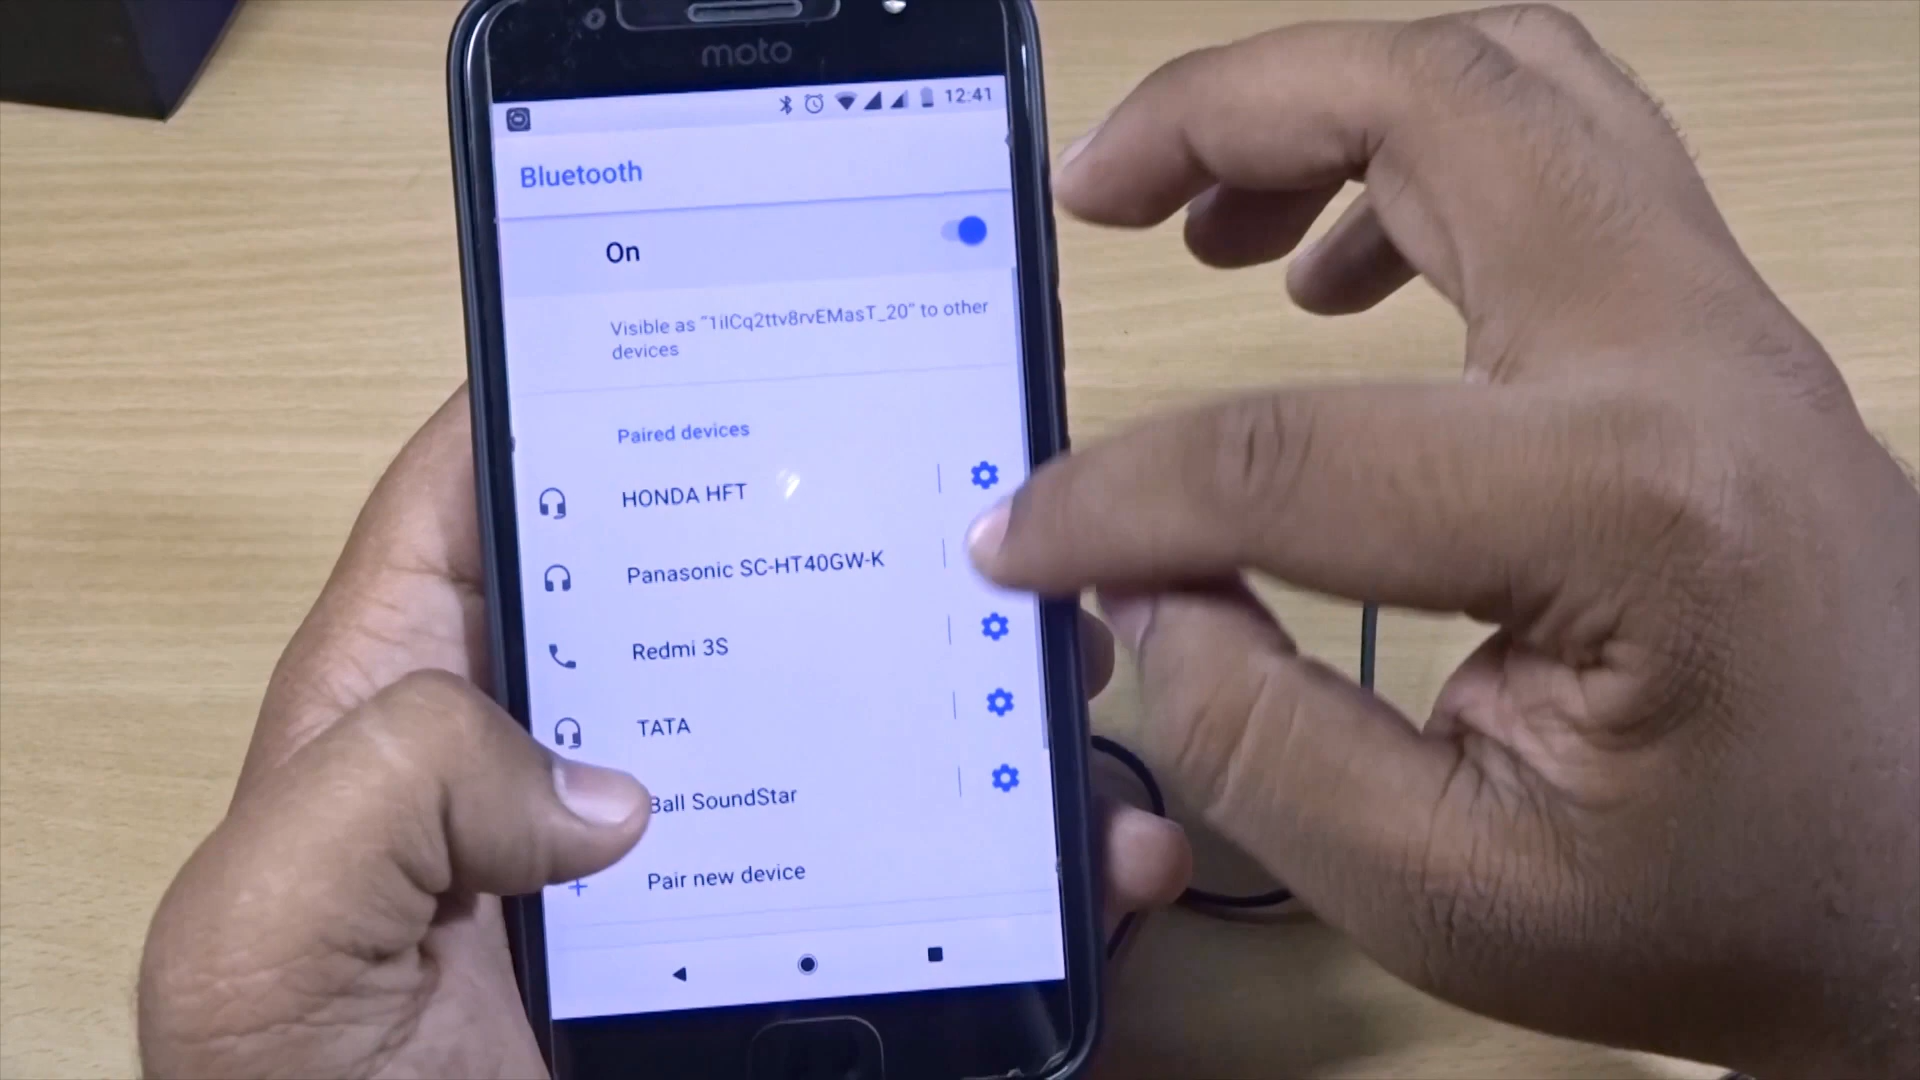 moto
12:41
Bluetooth
On
Visible as "1iICq2ttv8rvEMasT_20" to other
devices
Paired devices
HONDA HFT
Panasonic SC-HT40GW-K
Redmi 3S
TATA
Ball SoundStar
Pair new device